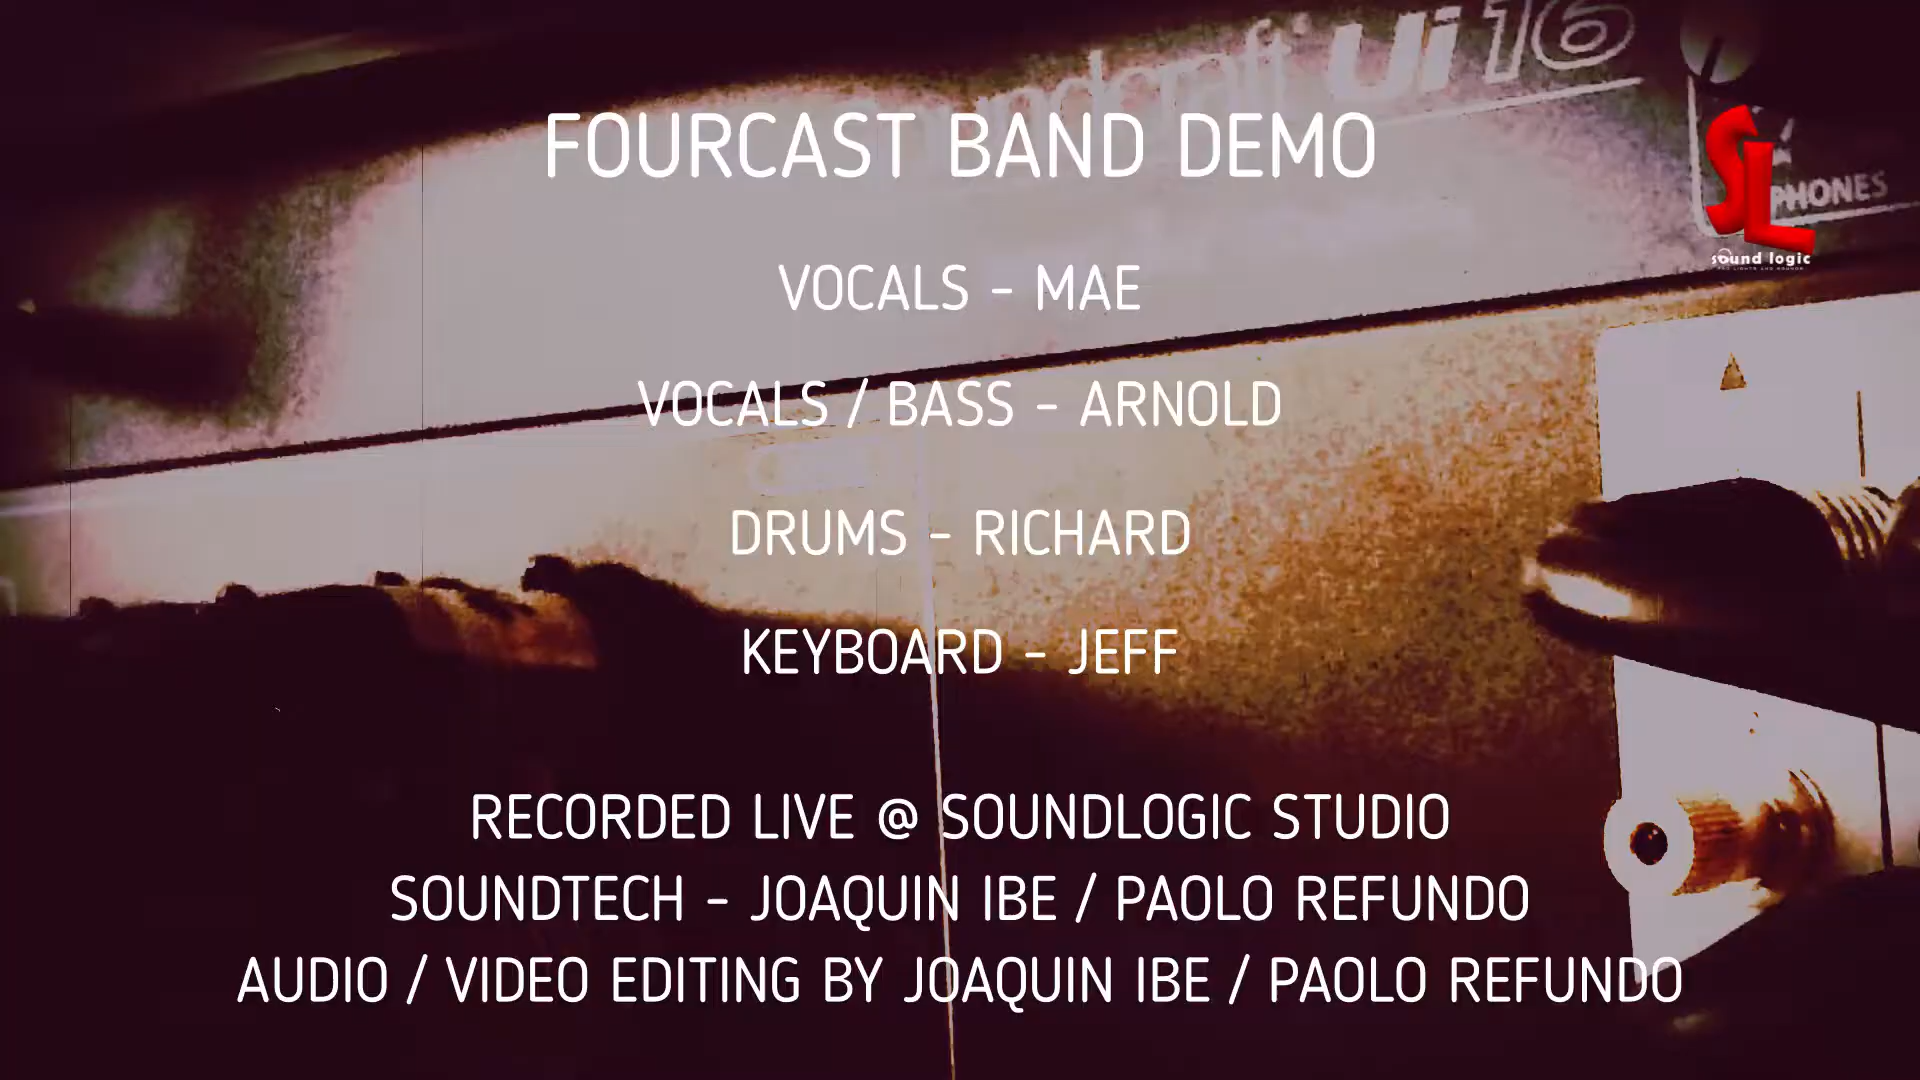 Soundcraft Ui16
FOURCAST BAND DEMO
PHONES
SL
sound logic
VOCALS - MAE
VOCALS / BASS - ARNOLD
DRUMS - RICHARD
KEYBOARD - JEFF
RECORDED LIVE @ SOUNDLOGIC STUDIO
SOUNDTECH - JOAQUIN IBE / PAOLO REFUNDO
AUDIO / VIDEO EDITING BY JOAQUIN IBE / PAOLO REFUNDO